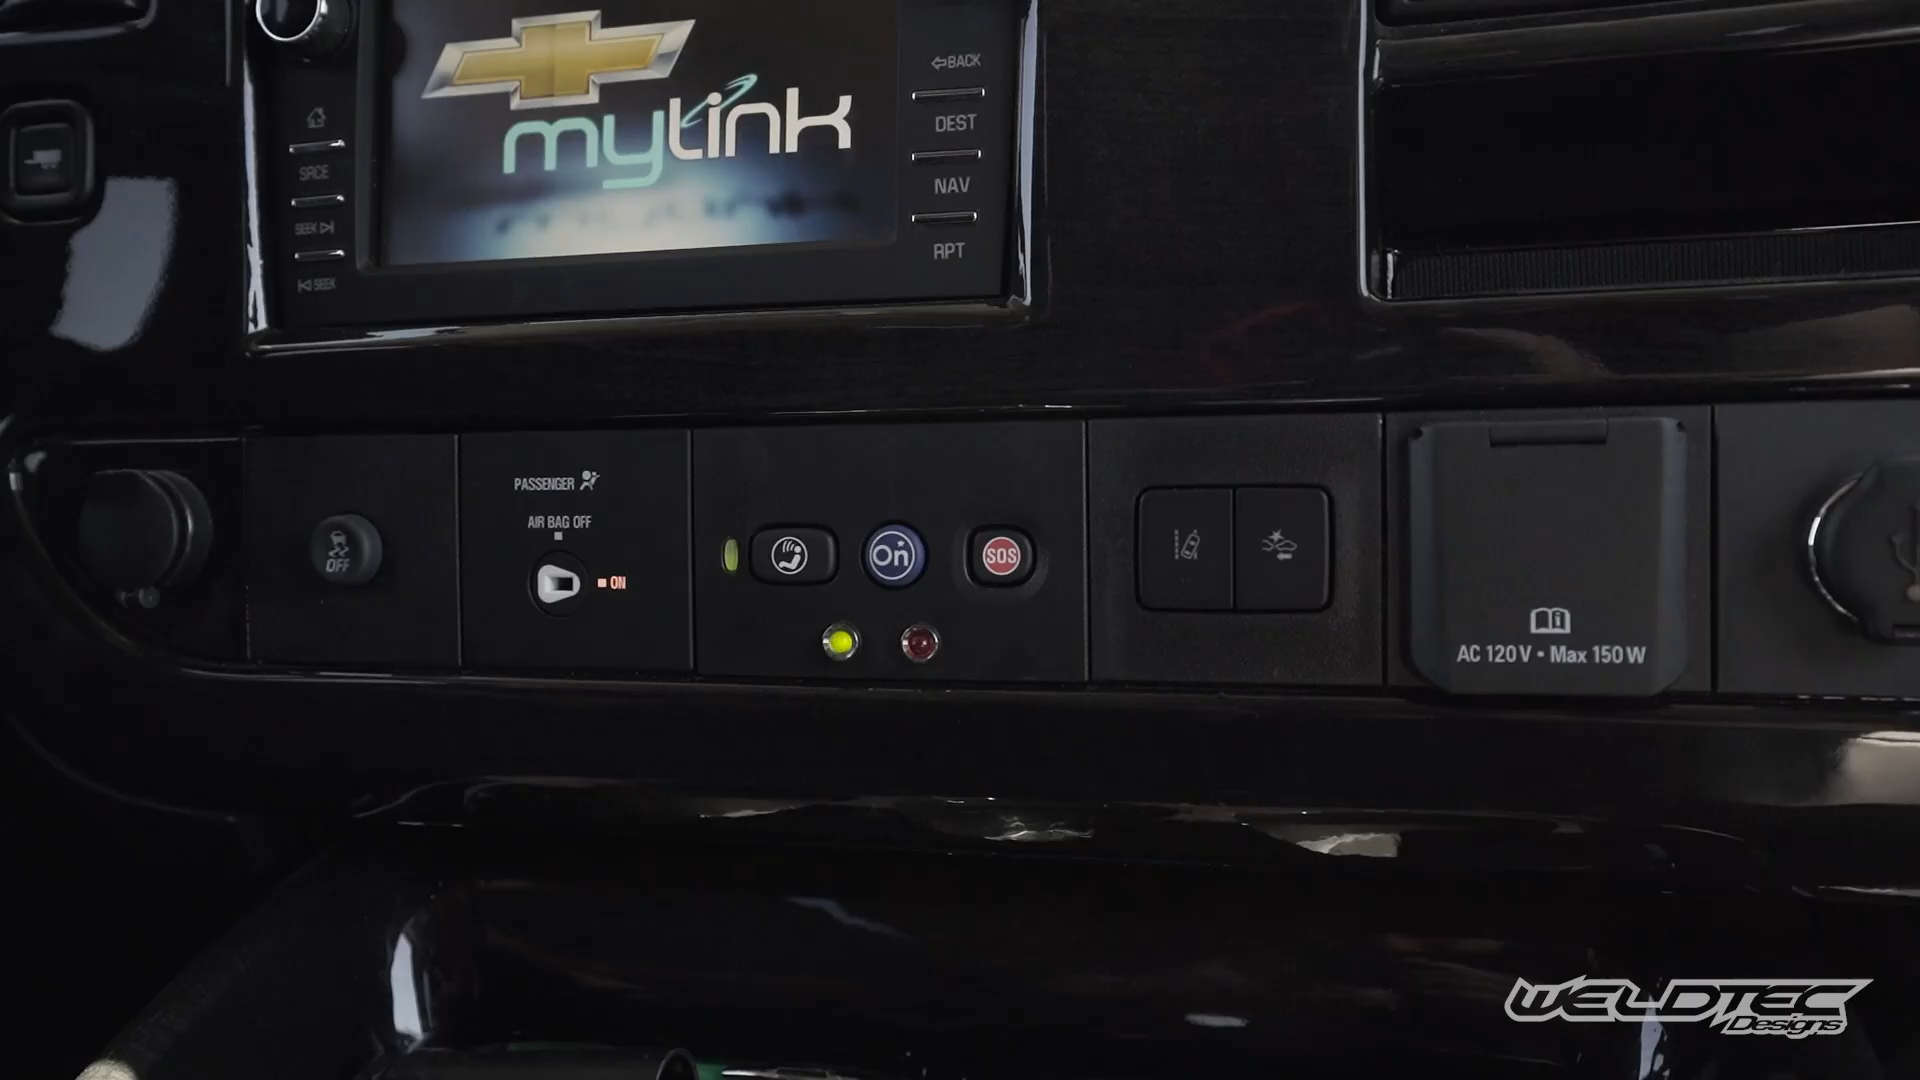 mylink
BACK
DEST
NAV
RPT
SRCE
SEEK
SEEK
OFF
PASSENGER
AIR BAG OFF
ON
On
SOS
AC 120V • Max 150W
WELDTEC
Designs